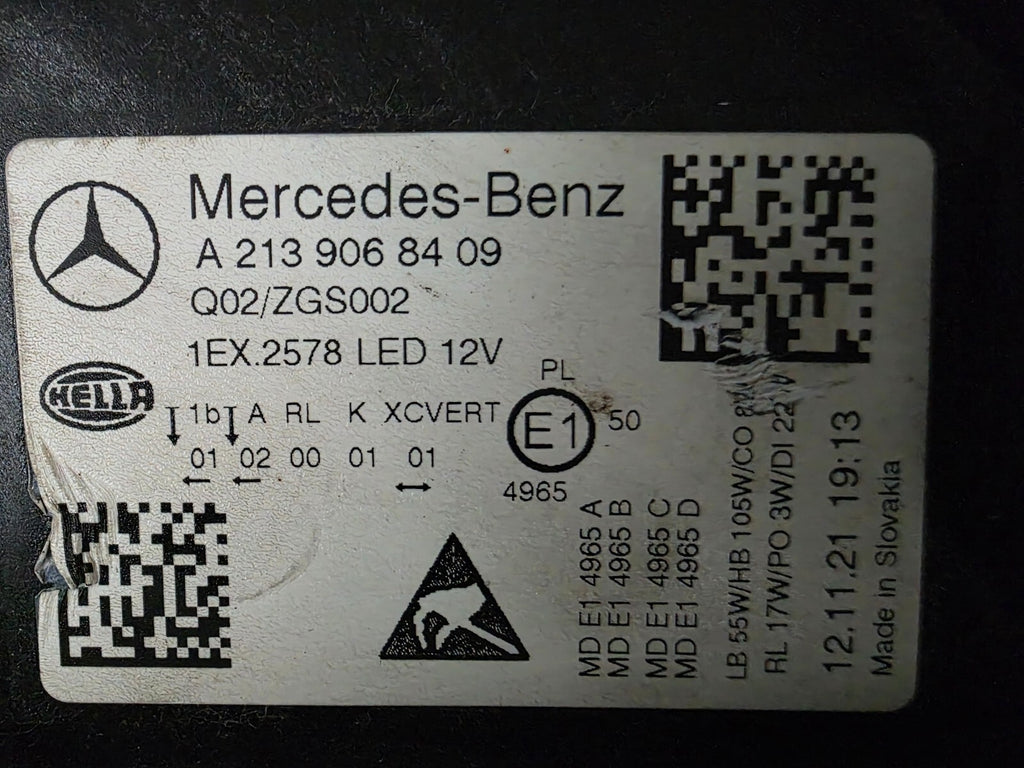 Mercedes-Benz
A 213 906 84 09
Q02/ZGS002
1EX.2578 LED 12V
HELLA
1b A RL K XCVERT
01 02 00 01 01
PL
E1
50
4965
MD E1 4965 A
MD E1 4965 B
MD E1 4965 C
MD E1 4965 D
LB 55W/HB 105W/CO
RL 17W/PO 3W/DI 22
12.11.21 19:13
Made in Slovakia